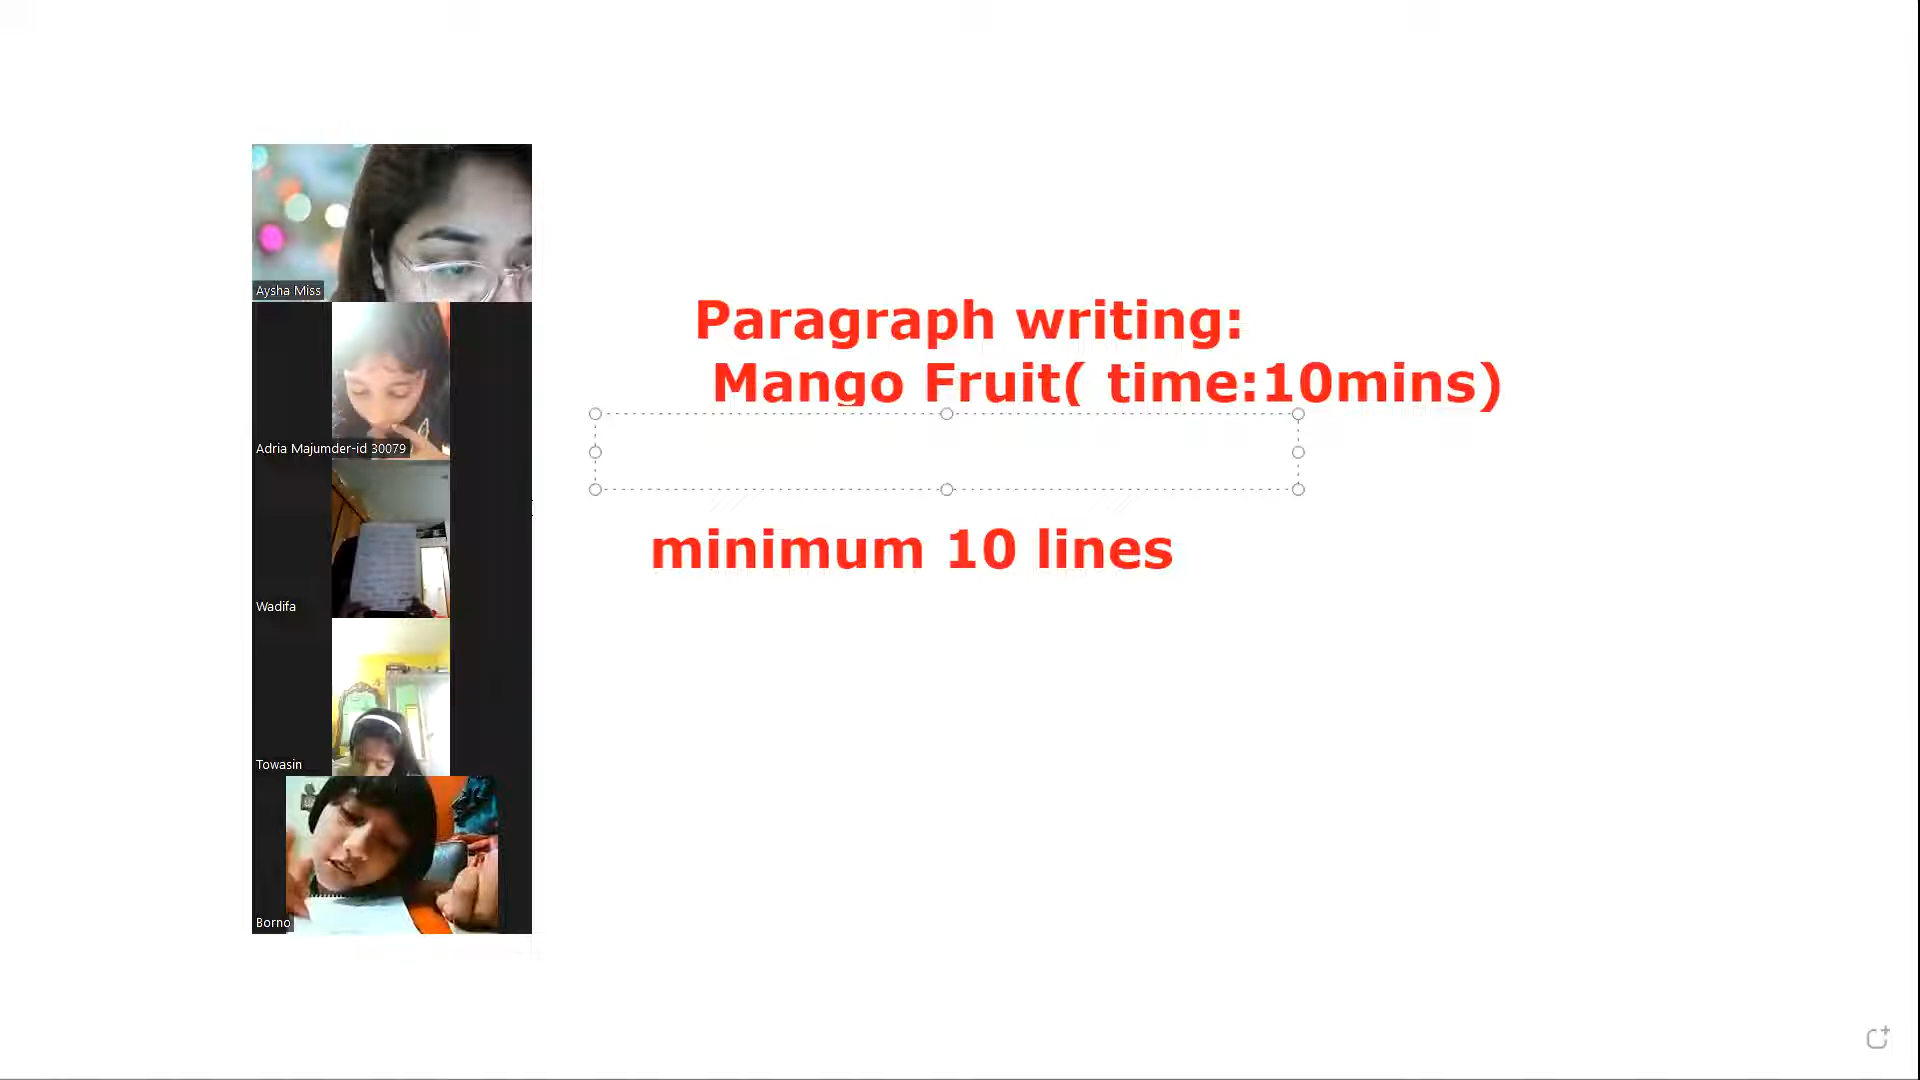 Aysha Miss
Adria Majumder-id 30079
Wadifa
Towasin
Borno
Paragraph writing:
Mango Fruit( time:10mins)
minimum 10 lines